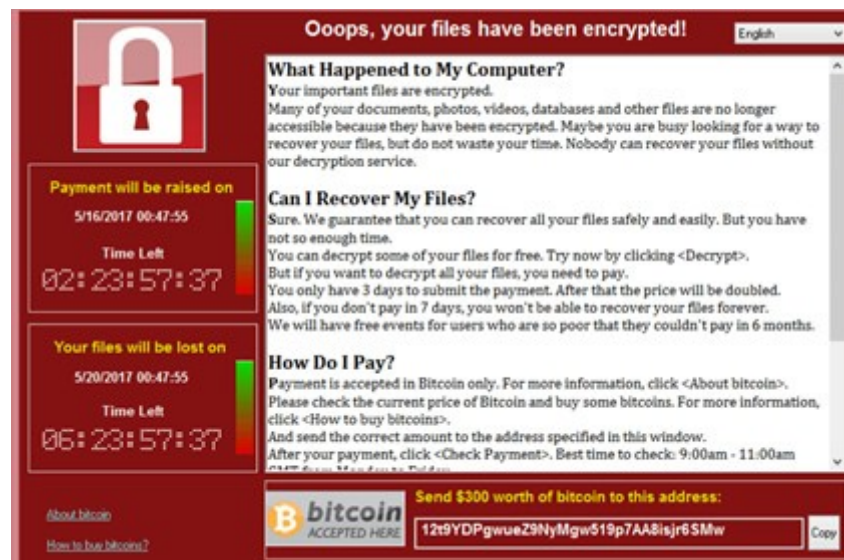 Ooops, your files have been encrypted!
English
What Happened to My Computer?
Your important files are encrypted.
Many of your documents, photos, videos, databases and other files are no longer
accessible because they have been encrypted. Maybe you are busy looking for a way to
recover your files, but do not waste your time. Nobody can recover your files without
our decryption service.
Can I Recover My Files?
Sure. We guarantee that you can recover all your files safely and easily. But you have
not so enough time.
You can decrypt some of your files for free. Try now by clicking <Decrypt>.
But if you want to decrypt all your files, you need to pay.
You only have 3 days to submit the payment. After that the price will be doubled.
Also, if you don't pay in 7 days, you won't be able to recover your files forever.
We will have free events for users who are so poor that they couldn't pay in 6 months.
How Do I Pay?
Payment is accepted in Bitcoin only. For more information, click <About bitcoin>.
Please check the current price of Bitcoin and buy some bitcoins. For more information,
click <How to buy bitcoins>.
And send the correct amount to the address specified in this window.
After your payment, click <Check Payment>. Best time to check: 9:00am - 11:00am
GMT from Monday to Friday.
Payment will be raised on
5/16/2017 00:47:55
Time Left
02:23:57:37
Your files will be lost on
5/20/2017 00:47:55
Time Left
06:23:57:37
About bitcoin
How to buy bitcoins?
bitcoin
ACCEPTED HERE
Send $300 worth of bitcoin to this address:
12t9YDPgwueZ9NyMgw519p7AA8isjr6SMw
Copy